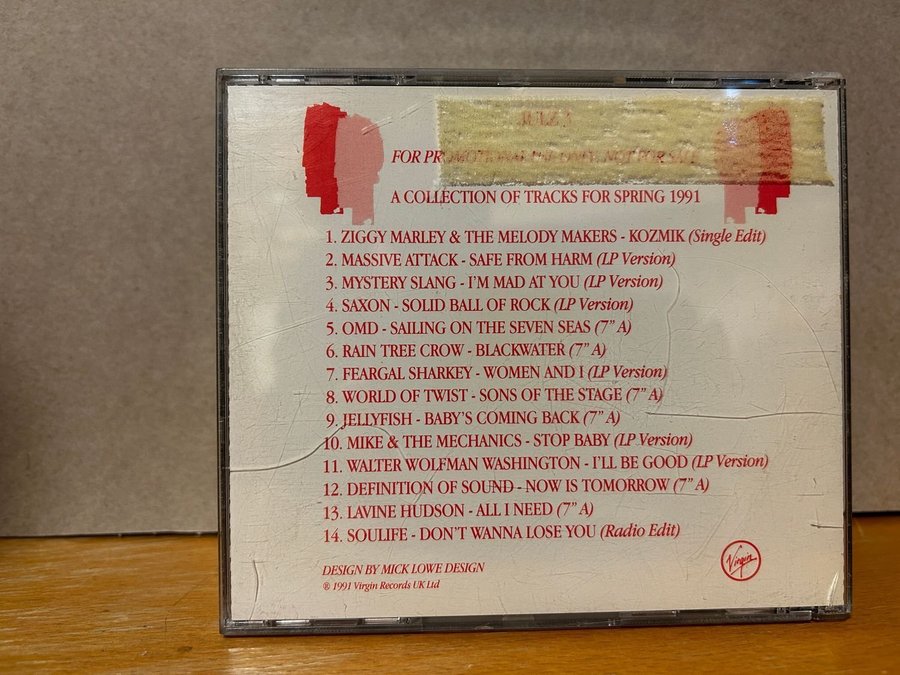 JULZ 3
FOR PROMOTIONAL USE ONLY. NOT FOR SALE
A COLLECTION OF TRACKS FOR SPRING 1991
1. ZIGGY MARLEY & THE MELODY MAKERS - KOZMIK (Single Edit)
2. MASSIVE ATTACK - SAFE FROM HARM (LP Version)
3. MYSTERY SLANG - I'M MAD AT YOU (LP Version)
4. SAXON - SOLID BALL OF ROCK (LP Version)
5. OMD - SAILING ON THE SEVEN SEAS (7" A)
6. RAIN TREE CROW - BLACKWATER (7" A)
7. FEARGAL SHARKEY - WOMEN AND I (LP Version)
8. WORLD OF TWIST - SONS OF THE STAGE (7" A)
9. JELLYFISH - BABY'S COMING BACK (7" A)
10. MIKE & THE MECHANICS - STOP BABY (LP Version)
11. WALTER WOLFMAN WASHINGTON - I'LL BE GOOD (LP Version)
12. DEFINITION OF SOUND - NOW IS TOMORROW (7" A)
13. LAVINE HUDSON - ALL I NEED (7" A)
14. SOULIFE - DON'T WANNA LOSE YOU (Radio Edit)
DESIGN BY MICK LOWE DESIGN
℗ 1991 Virgin Records UK Ltd
Virgin